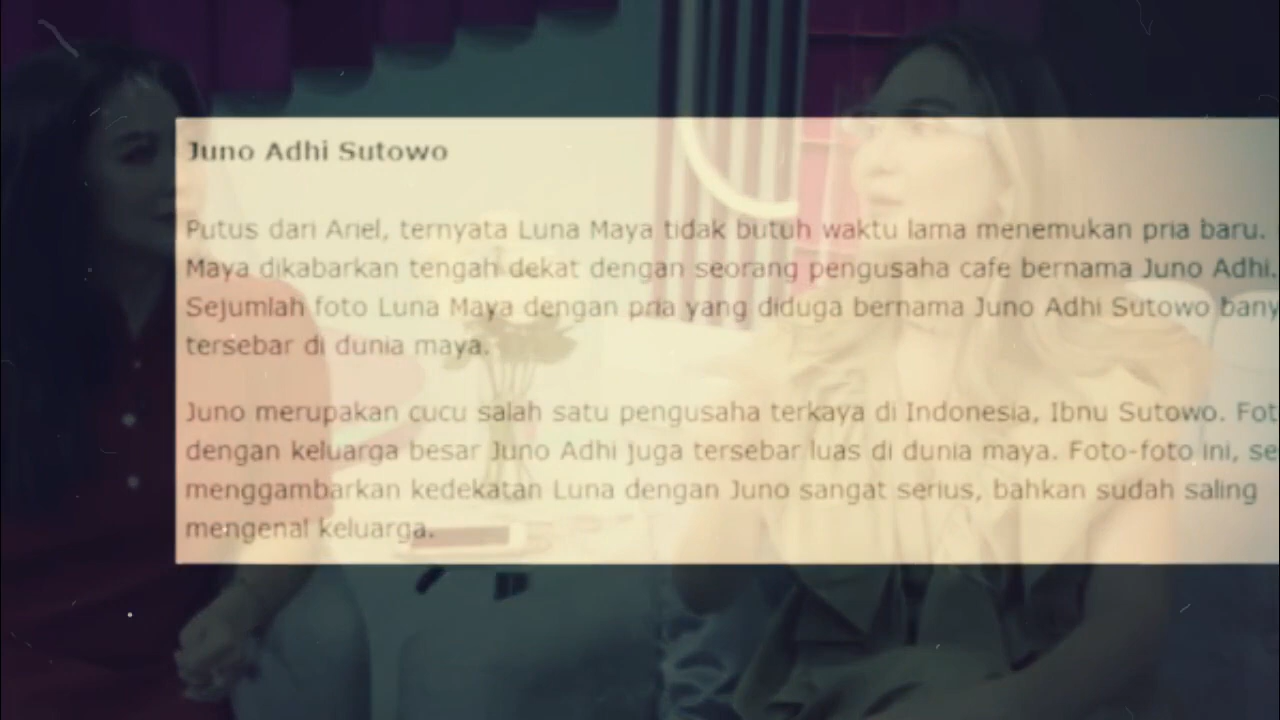 Juno Adhi Sutowo
Putus dari Ariel, ternyata Luna Maya tidak butuh waktu lama menemukan pria baru.
Maya dikabarkan tengah dekat dengan seorang pengusaha cafe bernama Juno Adhi.
Sejumlah foto Luna Maya dengan pria yang diduga bernama Juno Adhi Sutowo
tersebar di dunia maya.
Juno merupakan cucu salah satu pengusaha terkaya di Indonesia, Ibnu Sutowo.
dengan keluarga besar Juno Adhi juga tersebar luas di dunia maya. Foto-foto ini,
menggambarkan kedekatan Luna dengan Juno sangat serius, bahkan sudah saling
mengenal keluarga.